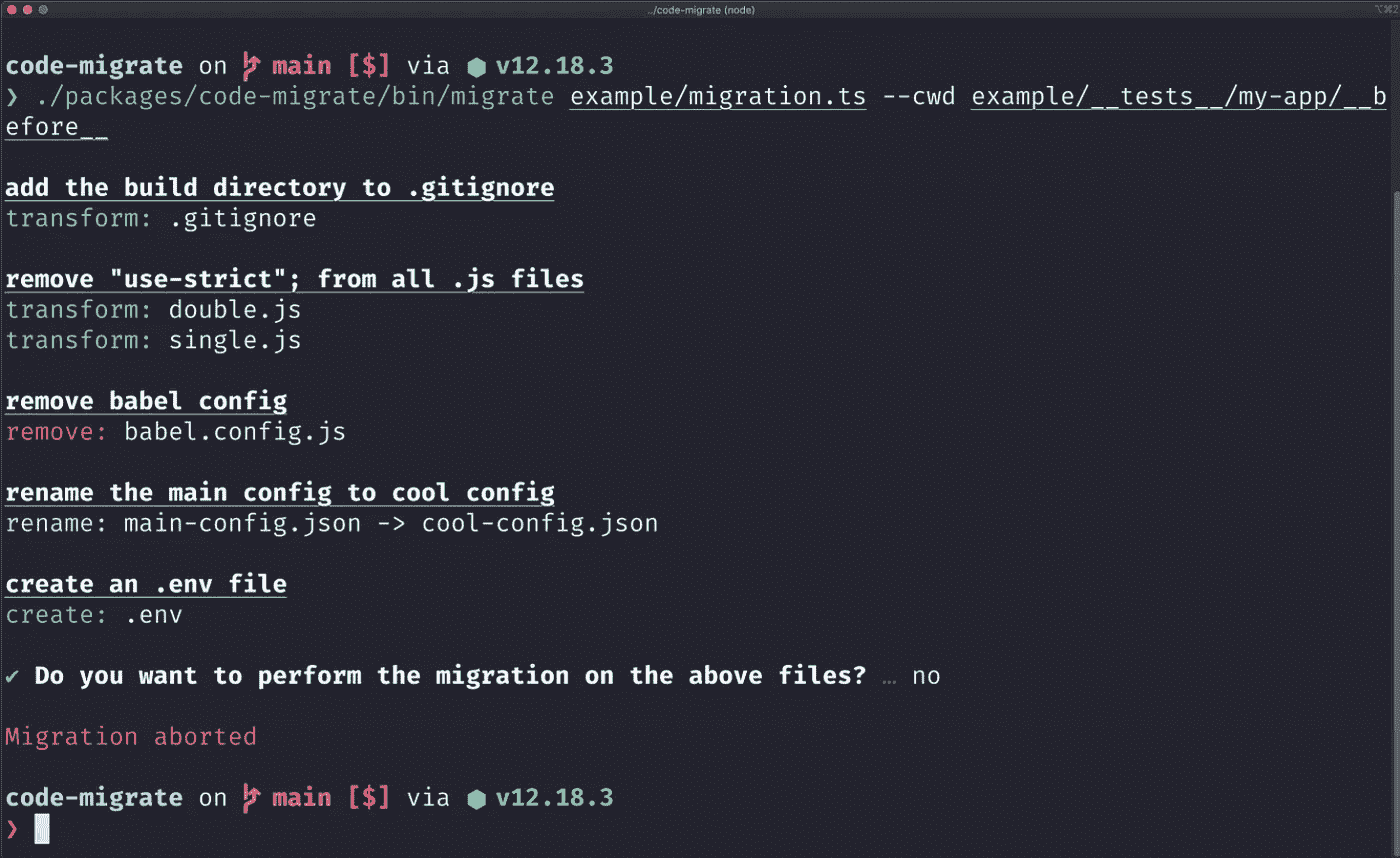 ../code-migrate (node)
⌥⌘2
code-migrate on main [$] via ⬢ v12.18.3
❯ ./packages/code-migrate/bin/migrate example/migration.ts --cwd example/__tests__/my-app/__b
efore__
add the build directory to .gitignore
transform: .gitignore
remove "use-strict"; from all .js files
transform: double.js
transform: single.js
remove babel config
remove: babel.config.js
rename the main config to cool config
rename: main-config.json -> cool-config.json
create an .env file
create: .env
✔ Do you want to perform the migration on the above files? … no
Migration aborted
code-migrate on main [$] via ⬢ v12.18.3
❯